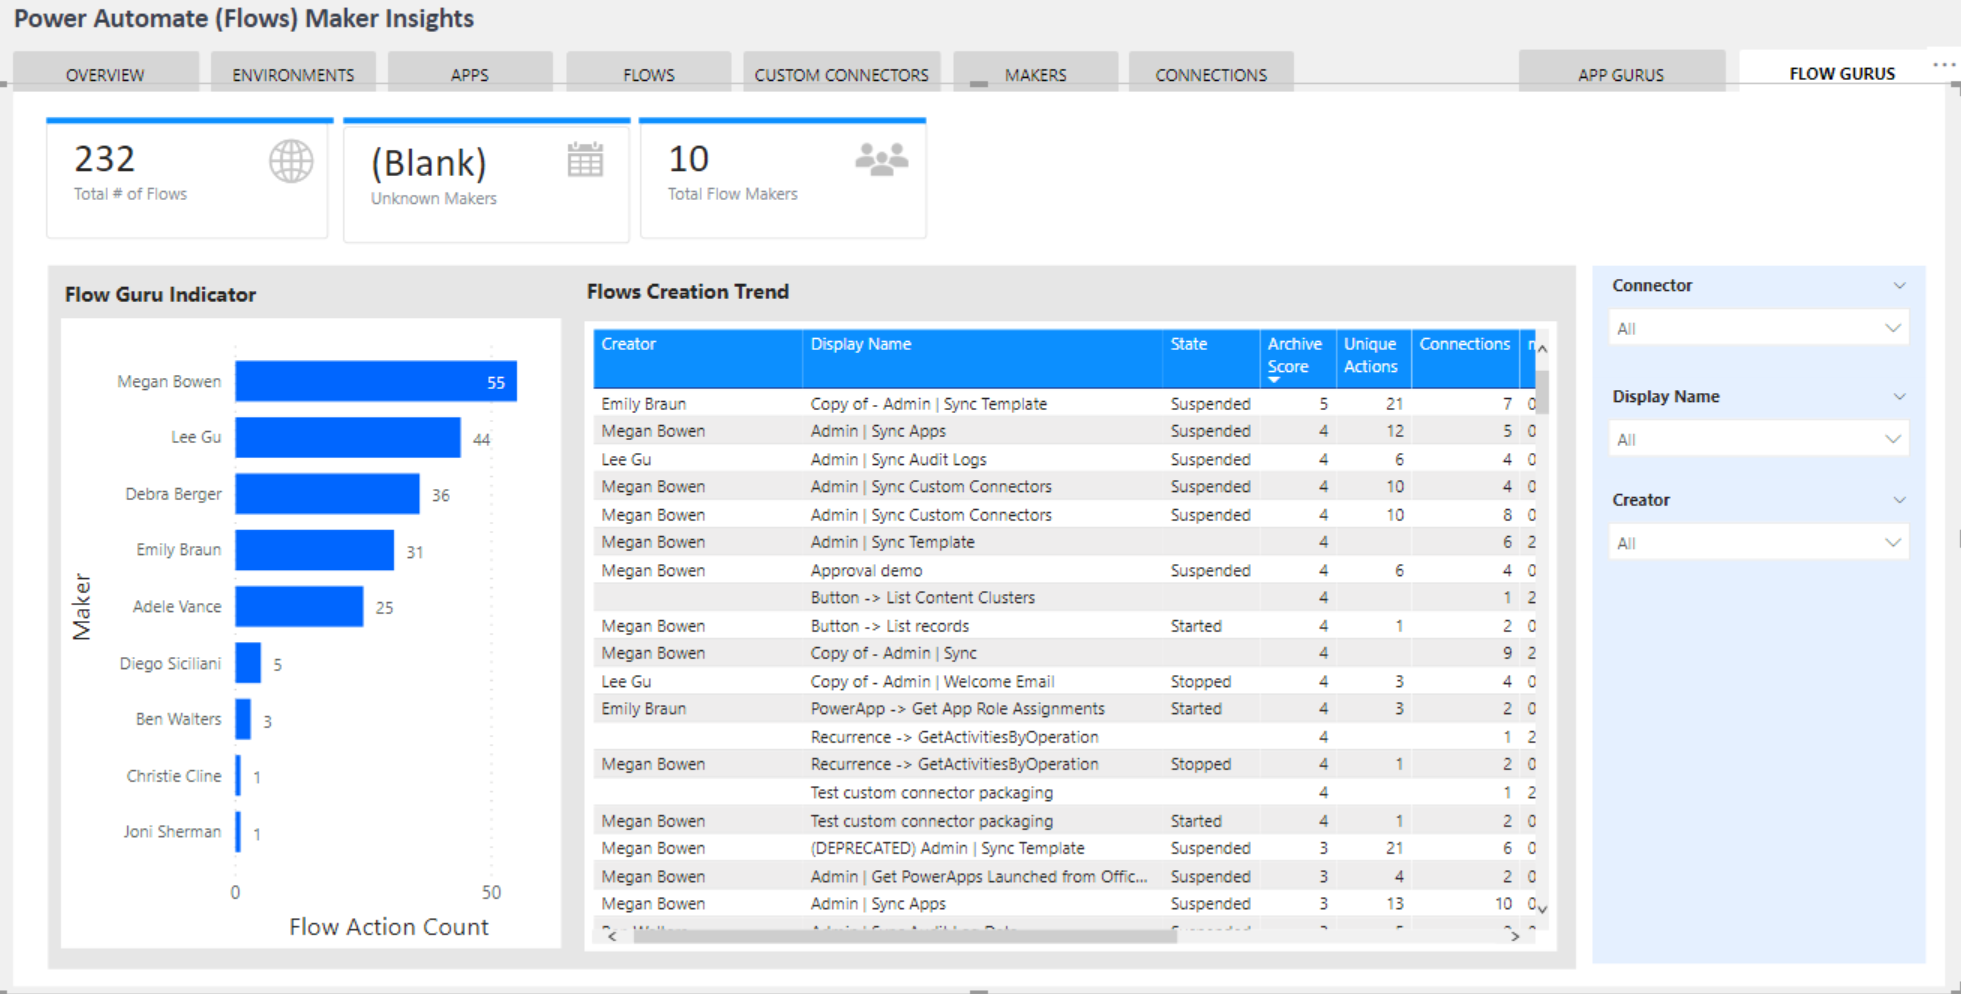 Power Automate (Flows) Maker Insights
OVERVIEW ENVIRONMENTS APPS FLOWS CUSTOM CONNECTORS MAKERS CONNECTIONS APP GURUS FLOW GURUS
232
Total # of Flows
(Blank)
Unknown Makers
10
Total Flow Makers
Flow Guru Indicator
Maker
Megan Bowen 55
Lee Gu 44
Debra Berger 36
Emily Braun 31
Adele Vance 25
Diego Siciliani 5
Ben Walters 3
Christie Cline 1
Joni Sherman 1
0 50
Flow Action Count
Flows Creation Trend
Creator Display Name State Archive Score Unique Actions Connections
Emily Braun Copy of - Admin | Sync Template Suspended 5 21 7 0
Megan Bowen Admin | Sync Apps Suspended 4 12 5 0
Lee Gu Admin | Sync Audit Logs Suspended 4 6 4 0
Megan Bowen Admin | Sync Custom Connectors Suspended 4 10 4 0
Megan Bowen Admin | Sync Custom Connectors Suspended 4 10 8 0
Megan Bowen Admin | Sync Template 4 6 2
Megan Bowen Approval demo Suspended 4 6 4 0
Button -> List Content Clusters 4 1 2
Megan Bowen Button -> List records Started 4 1 2 0
Megan Bowen Copy of - Admin | Sync 4 9 2
Lee Gu Copy of - Admin | Welcome Email Stopped 4 3 4 0
Emily Braun PowerApp -> Get App Role Assignments Started 4 3 2 0
Recurrence -> GetActivitiesByOperation 4 1 2
Megan Bowen Recurrence -> GetActivitiesByOperation Stopped 4 1 2 0
Test custom connector packaging 4 1 2
Megan Bowen Test custom connector packaging Started 4 1 2 0
Megan Bowen (DEPRECATED) Admin | Sync Template Suspended 3 21 6 0
Megan Bowen Admin | Get PowerApps Launched from Offic... Suspended 3 4 2 0
Megan Bowen Admin | Sync Apps Suspended 3 13 10 0
Connector
All
Display Name
All
Creator
All